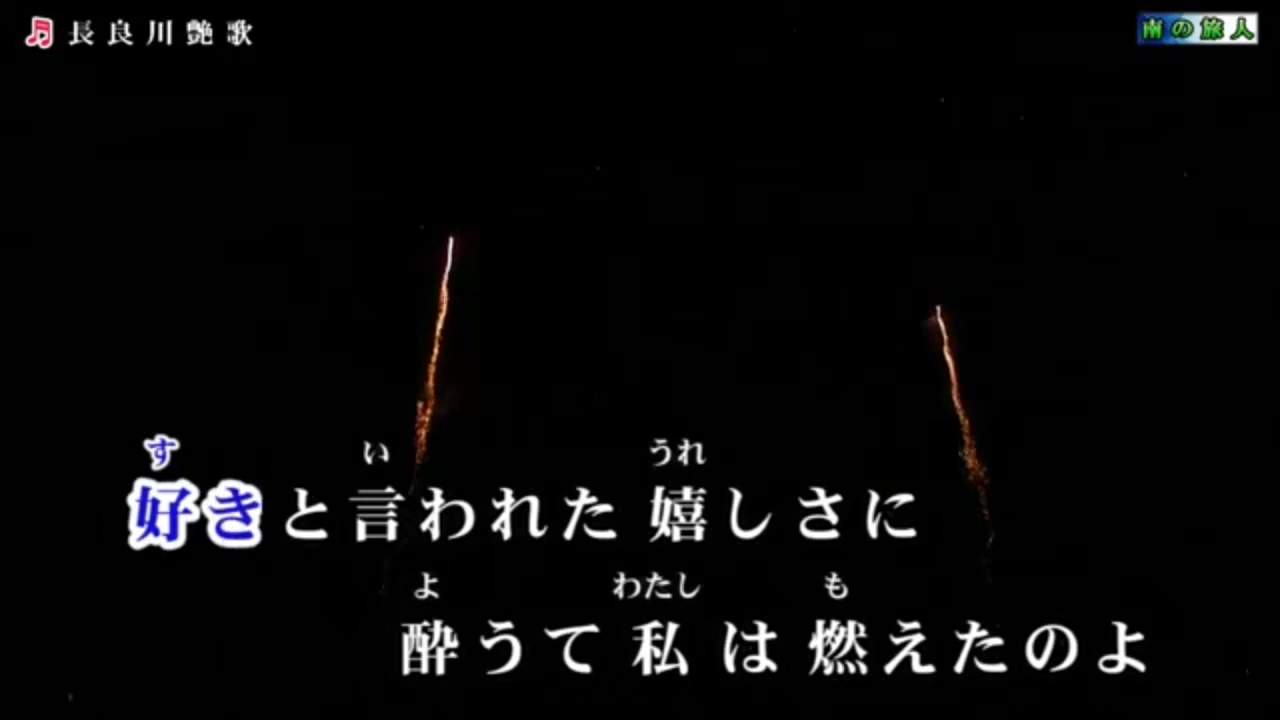 長良川艶歌
南の旅人
す い うれ
好きと言われた 嬉しさに
よ わたし も
酔うて 私は 燃えたのよ